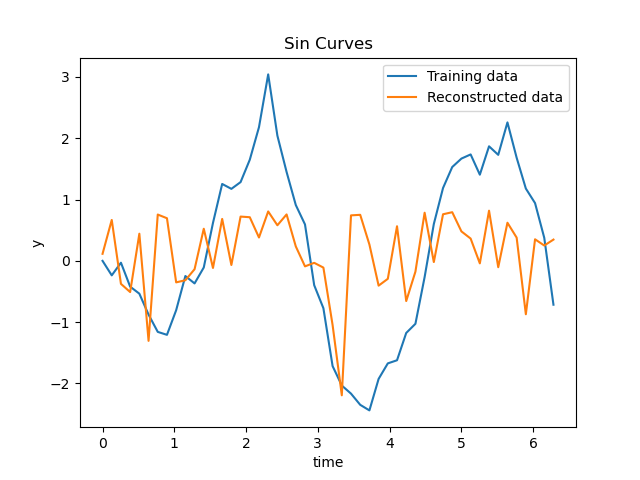 Sin Curves
Training data
Reconstructed data
y
3
2
1
0
−1
−2
0 1 2 3 4 5 6
time